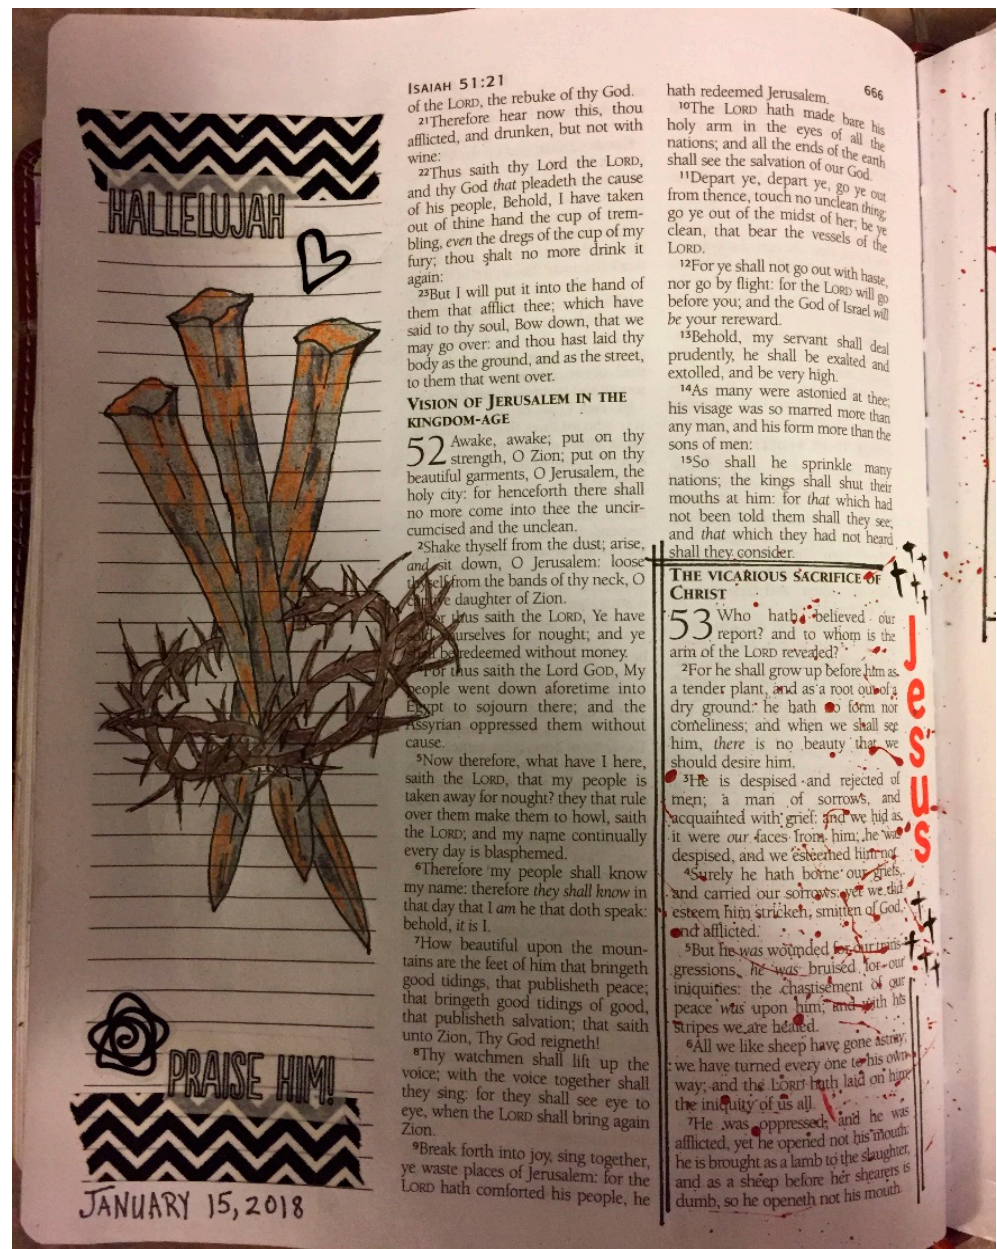 ISAIAH 51:21
666
HALLELUJAH
PRAISE HIM!
JANUARY 15, 2018
of the LORD, the rebuke of thy God.
21Therefore hear now this, thou
afflicted, and drunken, but not with
wine:
22Thus saith thy Lord the LORD,
and thy God that pleadeth the cause
of his people, Behold, I have taken
out of thine hand the cup of trem-
bling, even the dregs of the cup of my
fury; thou shalt no more drink it
again:
23But I will put it into the hand of
them that afflict thee; which have
said to thy soul, Bow down, that we
may go over: and thou hast laid thy
body as the ground, and as the street,
to them that went over.
VISION OF JERUSALEM IN THE
KINGDOM-AGE
52 Awake, awake; put on thy
strength, O Zion; put on thy
beautiful garments, O Jerusalem, the
holy city: for henceforth there shall
no more come into thee the uncir-
cumcised and the unclean.
2Shake thyself from the dust; arise,
and sit down, O Jerusalem: loose
thyself from the bands of thy neck, O
captive daughter of Zion.
For thus saith the LORD, Ye have
sold yourselves for nought; and ye
shall be redeemed without money.
For thus saith the Lord GOD, My
people went down aforetime into
Egypt to sojourn there; and the
Assyrian oppressed them without
cause.
5Now therefore, what have I here,
saith the LORD, that my people is
taken away for nought? they that rule
over them make them to howl, saith
the LORD; and my name continually
every day is blasphemed.
6Therefore my people shall know
my name: therefore they shall know in
that day that I am he that doth speak:
behold, it is I.
7How beautiful upon the moun-
tains are the feet of him that bringeth
good tidings, that publisheth peace;
that bringeth good tidings of good,
that publisheth salvation; that saith
unto Zion, Thy God reigneth!
8Thy watchmen shall lift up the
voice; with the voice together shall
they sing: for they shall see eye to
eye, when the LORD shall bring again
Zion.
9Break forth into joy, sing together,
ye waste places of Jerusalem: for the
LORD hath comforted his people, he
hath redeemed Jerusalem.
10The LORD hath made bare his
holy arm in the eyes of all the
nations; and all the ends of the earth
shall see the salvation of our God.
11Depart ye, depart ye, go ye out
from thence, touch no unclean thing;
go ye out of the midst of her; be ye
clean, that bear the vessels of the
LORD.
12For ye shall not go out with haste,
nor go by flight: for the LORD will go
before you; and the God of Israel will
be your rereward.
13Behold, my servant shall deal
prudently, he shall be exalted and
extolled, and be very high.
14As many were astonied at thee;
his visage was so marred more than
any man, and his form more than the
sons of men:
15So shall he sprinkle many
nations; the kings shall shut their
mouths at him: for that which had
not been told them shall they see;
and that which they had not heard
shall they consider.
THE VICARIOUS SACRIFICE OF
CHRIST
53 Who hath believed our
report? and to whom is the
arm of the LORD revealed?
2For he shall grow up before him as
a tender plant, and as a root out of a
dry ground: he hath no form nor
comeliness; and when we shall see
him, there is no beauty that we
should desire him.
3He is despised and rejected of
men; a man of sorrows, and
acquainted with grief: and we hid as
it were our faces from him; he was
despised, and we esteemed him not.
4Surely he hath borne our griefs,
and carried our sorrows: yet we did
esteem him stricken, smitten of God,
and afflicted.
5But he was wounded for our trans-
gressions, he was bruised for our
iniquities: the chastisement of our
peace was upon him; and with his
stripes we are healed.
6All we like sheep have gone astray;
we have turned every one to his own
way; and the LORD hath laid on him
the iniquity of us all.
7He was oppressed, and he was
afflicted, yet he opened not his mouth:
he is brought as a lamb to the slaughter,
and as a sheep before her shearers is
dumb, so he openeth not his mouth.
Jesus